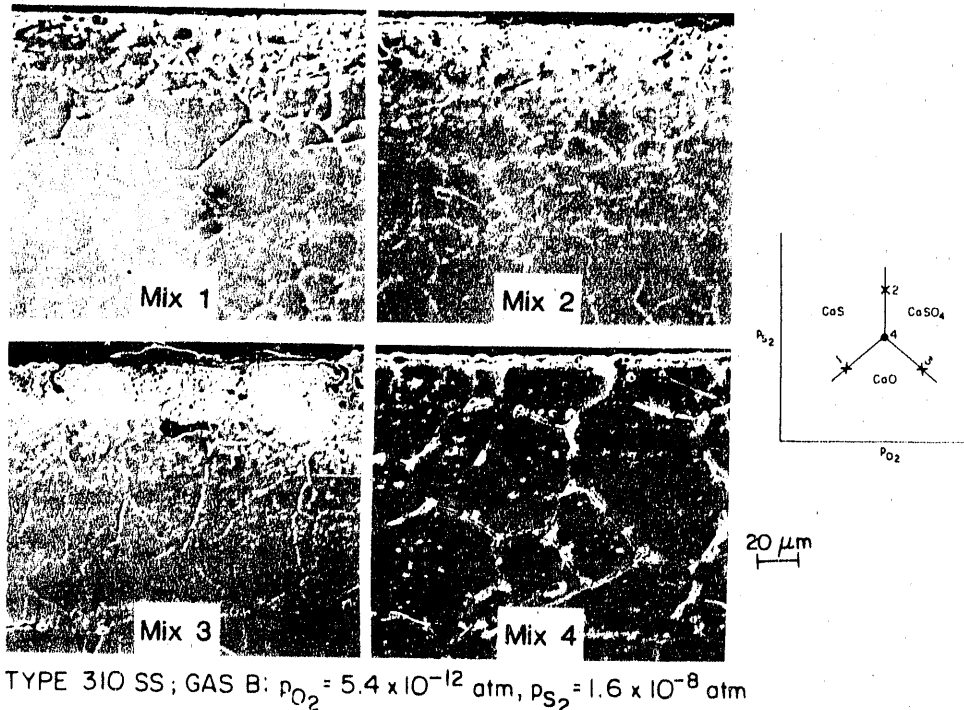 Mix 1
Mix 2
Mix 3
Mix 4
2
CaS
CaSO₄
pS₂
4
1
3
CaO
pO₂
20 μm
TYPE 310 SS; GAS B: pO₂ = 5.4 x 10⁻¹² atm, pS₂ = 1.6 x 10⁻⁸ atm